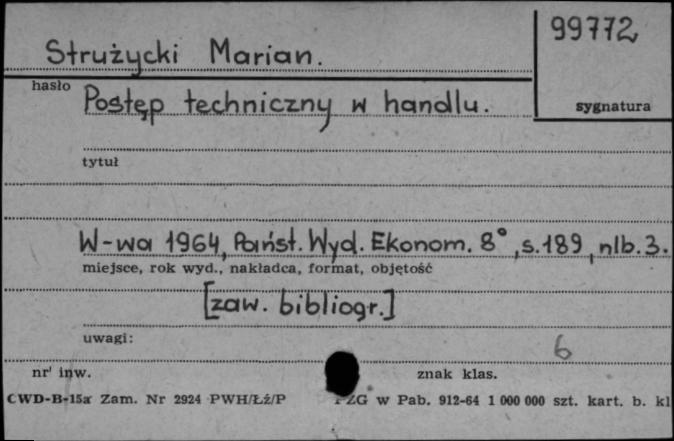 99772
Strużycki Marian.
hasło
Postęp techniczny w handlu.
sygnatura
tytuł
W-wa 1964, Państ. Wyd. Ekonom. 8°, s.189, nlb.3.
miejsce, rok wyd., nakładca, format, objętość
[zaw. bibliogr.]
uwagi:
6
nr inw.
znak klas.
CWD-B-15a Zam. Nr 2924 PWH/Łż/P ZG w Pab. 912-64 1 000 000 szt. kart. b. kl